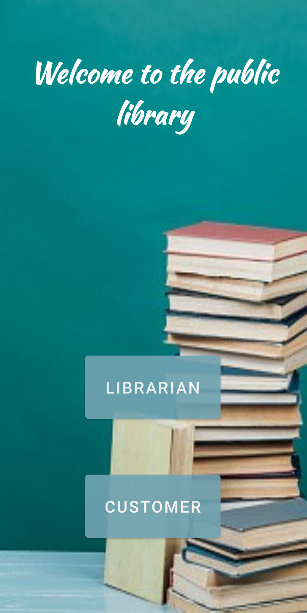 Welcome to the public
library
LIBRARIAN
CUSTOMER